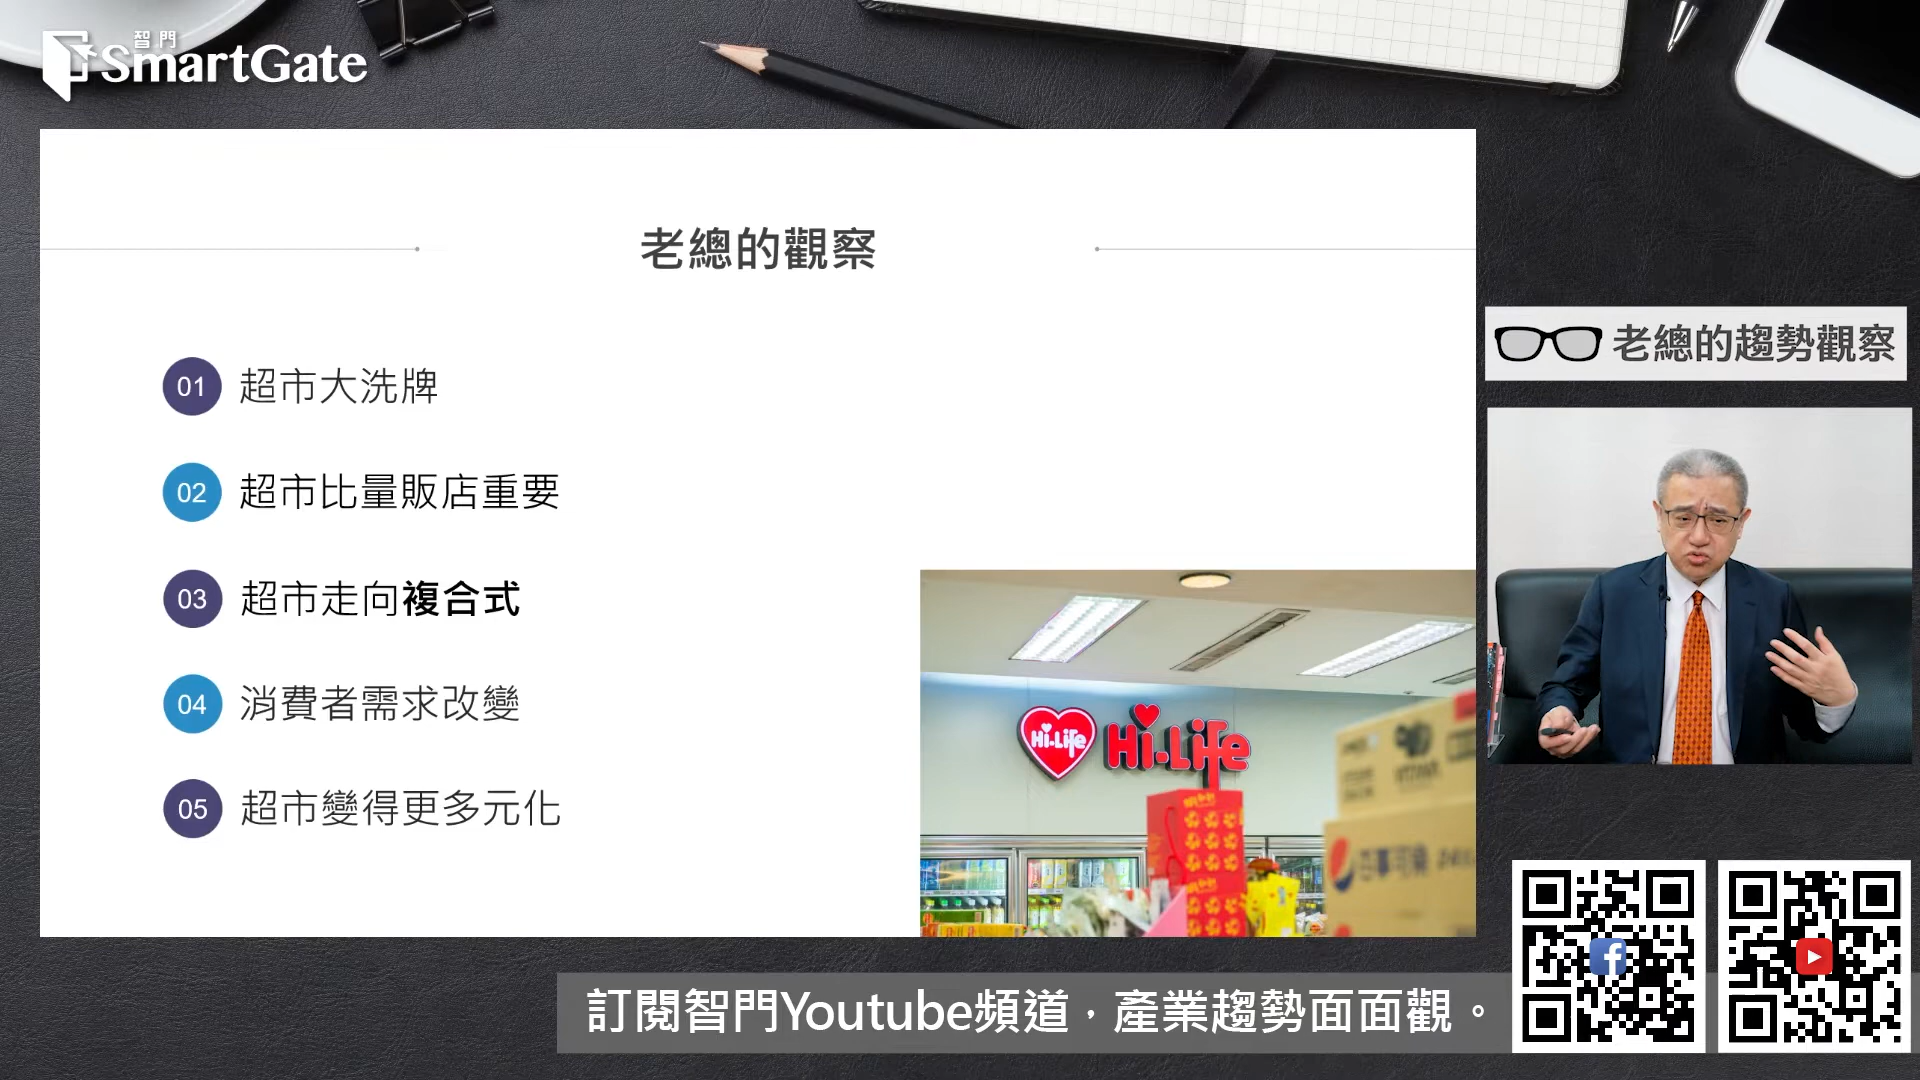 智門
SmartGate
老總的觀察
01 超市大洗牌
02 超市比量販店重要
03 超市走向複合式
04 消費者需求改變
05 超市變得更多元化
Hi-Life Hi-Life
百事可樂
老總的趨勢觀察
訂閱智門Youtube頻道，產業趨勢面面觀。